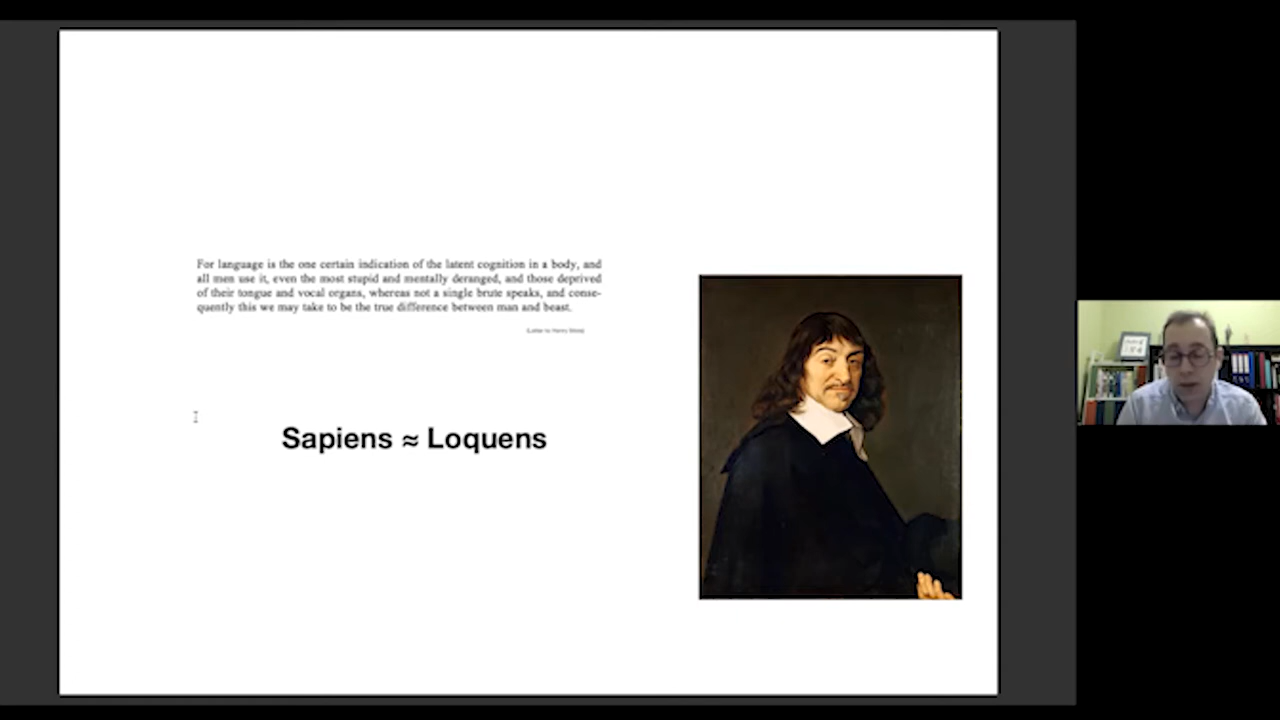 For language is the one certain indication of the latent cognition in a body, and
all men use it, even the most stupid and mentally deranged, and those deprived
of their tongue and vocal organs, whereas not a single brute speaks, and conse-
quently this we may take to be the true difference between man and beast.
(Letter to Henry More)
Sapiens ≈ Loquens